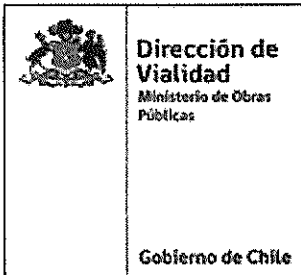 Dirección de
Vialidad
Ministerio de Obras
Públicas
Gobierno de Chile